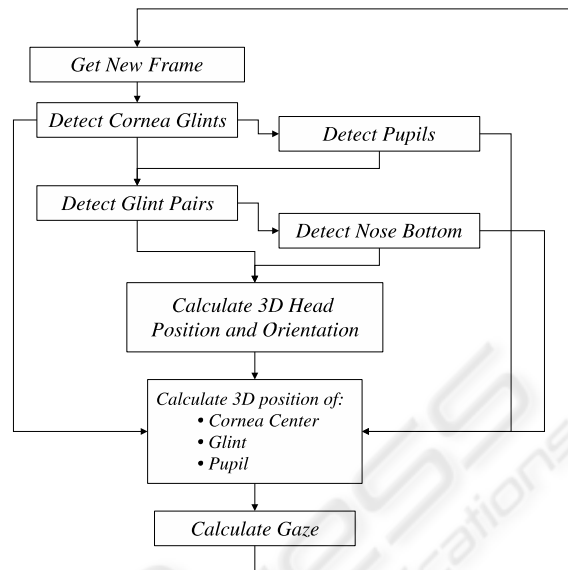 Get New Frame
Detect Cornea Glints
Detect Pupils
Detect Glint Pairs
Detect Nose Bottom
Calculate 3D Head
Position and Orientation
Calculate 3D position of:
• Cornea Center
• Glint
• Pupil
Calculate Gaze